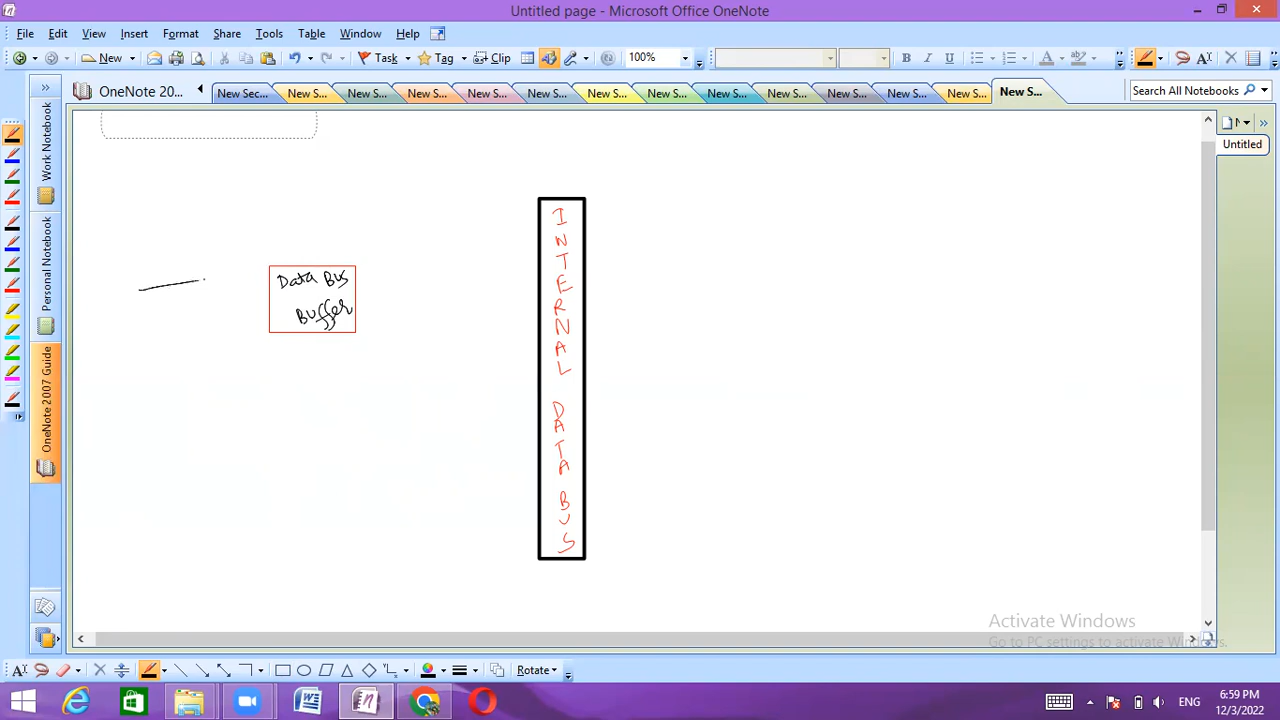 Untitled page - Microsoft Office OneNote
File Edit View Insert Format Share Tools Table Window Help
New Task Tag Clip 100% B I U A ab
OneNote 20... New Sec... New S... New S... New S... New S... New S... New S... New S... New S... New S... New S... New S... New S... New S... Search All Notebooks
Untitled
Work Notebook
Personal Notebook
OneNote 2007 Guide
Data Bus
Buffer
INTERNAL DATA BUS
Activate Windows
Go to PC settings to activate Windows.
Rotate
ENG
6:59 PM
12/3/2022